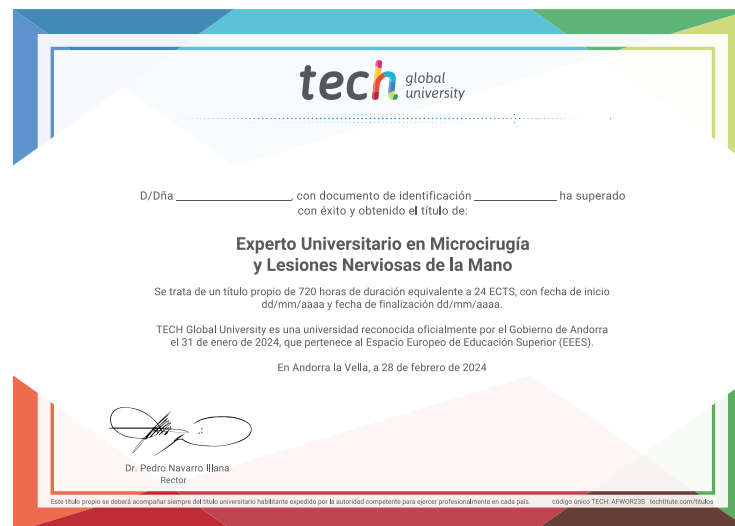 tech global university
D/Dña ____________________, con documento de identificación ______________ ha superado
con éxito y obtenido el título de:
Experto Universitario en Microcirugía
y Lesiones Nerviosas de la Mano
Se trata de un título propio de 720 horas de duración equivalente a 24 ECTS, con fecha de inicio
dd/mm/aaaa y fecha de finalización dd/mm/aaaa.
TECH Global University es una universidad reconocida oficialmente por el Gobierno de Andorra
el 31 de enero de 2024, que pertenece al Espacio Europeo de Educación Superior (EEES).
En Andorra la Vella, a 28 de febrero de 2024
Dr. Pedro Navarro Illana
Rector
Este título propio se deberá acompañar siempre del título universitario habilitante expedido por la autoridad competente para ejercer profesionalmente en cada país. código único TECH: AFWOR23S techtitute.com/titulos